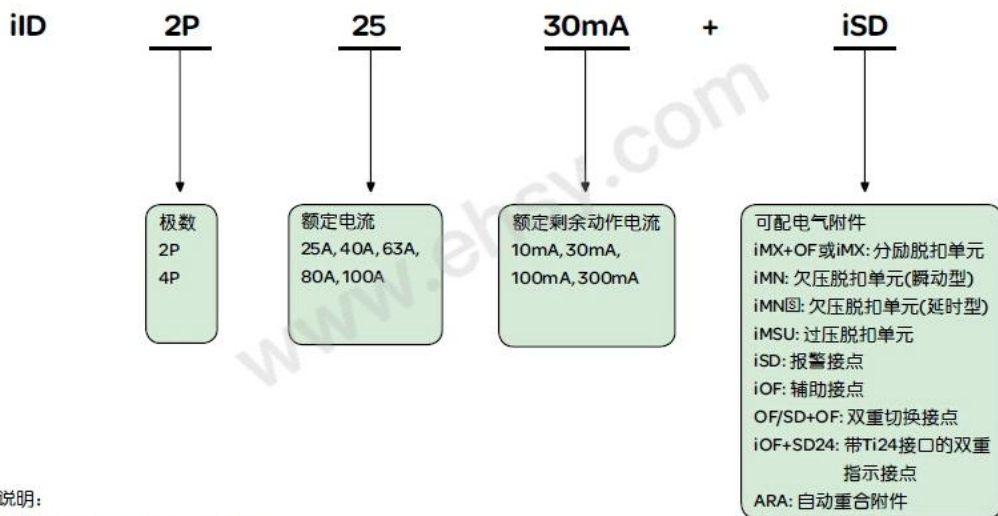 iID 2P 25 30mA + iSD
极数
2P
4P
额定电流
25A, 40A, 63A,
80A, 100A
额定剩余动作电流
10mA, 30mA,
100mA, 300mA
可配电气附件
iMX+OF或iMX: 分励脱扣单元
iMN: 欠压脱扣单元(瞬动型)
iMN🅂: 欠压脱扣单元(延时型)
iMSU: 过压脱扣单元
iSD: 报警接点
iOF: 辅助接点
OF/SD+OF: 双重切换接点
iOF+SD24: 带Ti24接口的双重
指示接点
ARA: 自动重合附件
说明:
www.ehsy.com